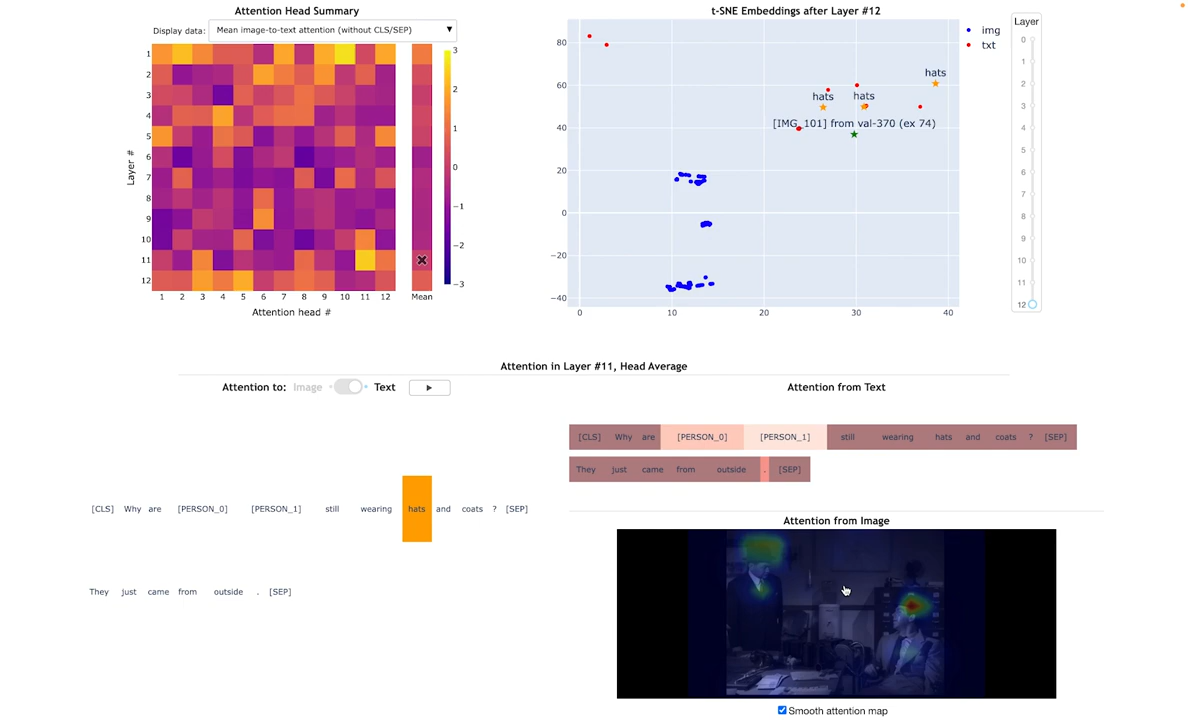 Attention Head Summary
Display data: Mean image-to-text attention (without CLS/SEP) ▼
1
2
3
4
5
6
7
8
9
10
11
12
Layer #
1 2 3 4 5 6 7 8 9 10 11 12 Mean
Attention head #
3
2
1
0
−1
−2
−3
t-SNE Embeddings after Layer #12
80
60
40
20
0
−20
−40
0 10 20 30 40
hats
hats hats
[IMG_101] from val-370 (ex 74)
img
txt
Layer
0
1
2
3
4
5
6
7
8
9
10
11
12
Attention in Layer #11, Head Average
Attention to: Image Text
[CLS] Why are [PERSON_0] [PERSON_1] still wearing hats and coats ? [SEP]
They just came from outside . [SEP]
Attention from Text
[CLS] Why are [PERSON_0] [PERSON_1] still wearing hats and coats ? [SEP]
They just came from outside . [SEP]
Attention from Image
Smooth attention map